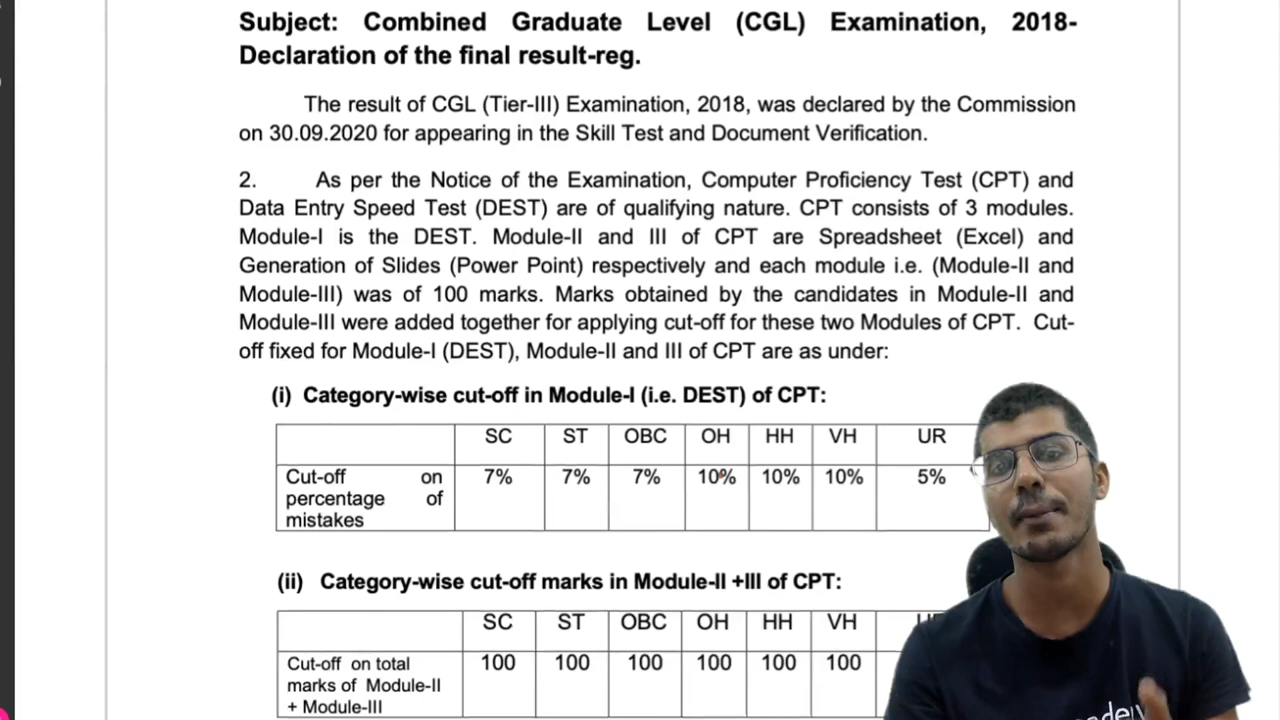 Subject: Combined Graduate Level (CGL) Examination, 2018-
Declaration of the final result-reg.
The result of CGL (Tier-III) Examination, 2018, was declared by the Commission
on 30.09.2020 for appearing in the Skill Test and Document Verification.
2. As per the Notice of the Examination, Computer Proficiency Test (CPT) and
Data Entry Speed Test (DEST) are of qualifying nature. CPT consists of 3 modules.
Module-I is the DEST. Module-II and III of CPT are Spreadsheet (Excel) and
Generation of Slides (Power Point) respectively and each module i.e. (Module-II and
Module-III) was of 100 marks. Marks obtained by the candidates in Module-II and
Module-III were added together for applying cut-off for these two Modules of CPT. Cut-
off fixed for Module-I (DEST), Module-II and III of CPT are as under:
(i) Category-wise cut-off in Module-I (i.e. DEST) of CPT:
SC ST OBC OH HH VH UR
Cut-off on 7% 7% 7% 10% 10% 10% 5%
percentage of
mistakes
(ii) Category-wise cut-off marks in Module-II +III of CPT:
SC ST OBC OH HH VH
Cut-off on total 100 100 100 100 100 100
marks of Module-II
+ Module-III